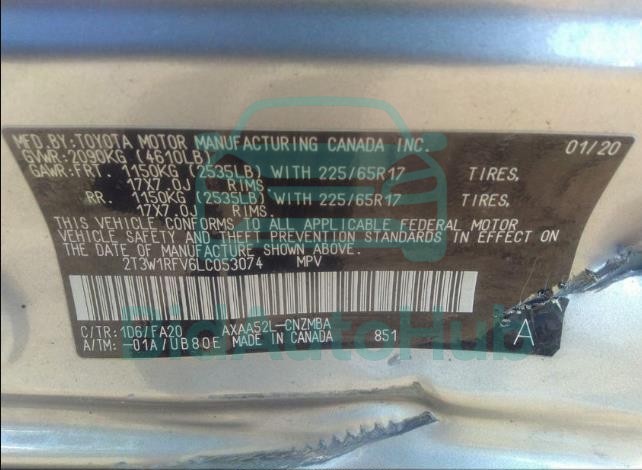 MFD.BY:TOYOTA MOTOR MANUFACTURING CANADA INC. 01/20
GVWR:2090KG (4610LB)
GAWR:FRT. 1150KG (2535LB) WITH 225/65R17 TIRES,
17X7.0J RIMS.
RR. 1150KG (2535LB) WITH 225/65R17 TIRES,
17X7.0J RIMS.
THIS VEHICLE CONFORMS TO ALL APPLICABLE FEDERAL MOTOR
VEHICLE SAFETY AND THEFT PREVENTION STANDARDS IN EFFECT ON
THE DATE OF MANUFACTURE SHOWN ABOVE.
2T3W1RFV6LC053074 MPV
C/TR:1D6/FA20 AXAA52L-CNZMBA
A/TM:-01A/UB80E MADE IN CANADA 851 A
BidAutoHub